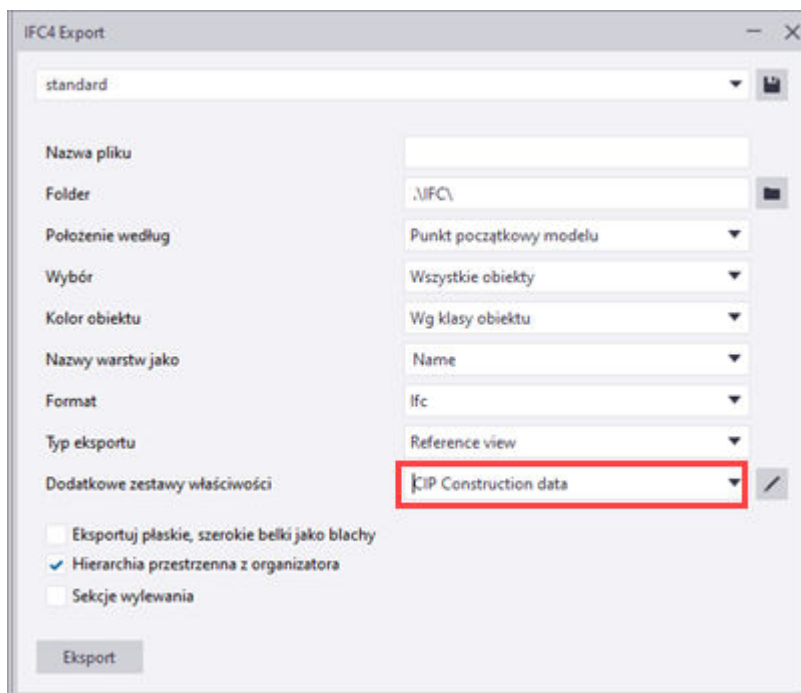 IFC4 Export
standard
Nazwa pliku
Folder .\IFC\
Położenie według Punkt początkowy modelu
Wybór Wszystkie obiekty
Kolor obiektu Wg klasy obiektu
Nazwy warstw jako Name
Format Ifc
Typ eksportu Reference view
Dodatkowe zestawy właściwości CIP Construction data
Eksportuj płaskie, szerokie belki jako blachy
Hierarchia przestrzenna z organizatora
Sekcje wylewania
Eksport